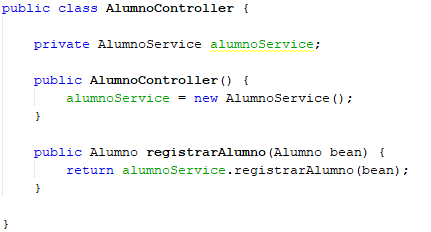 public class AlumnoController {
private AlumnoService alumnoService;
public AlumnoController() {
alumnoService = new AlumnoService();
}
public Alumno registrarAlumno(Alumno bean) {
return alumnoService.registrarAlumno(bean);
}
}